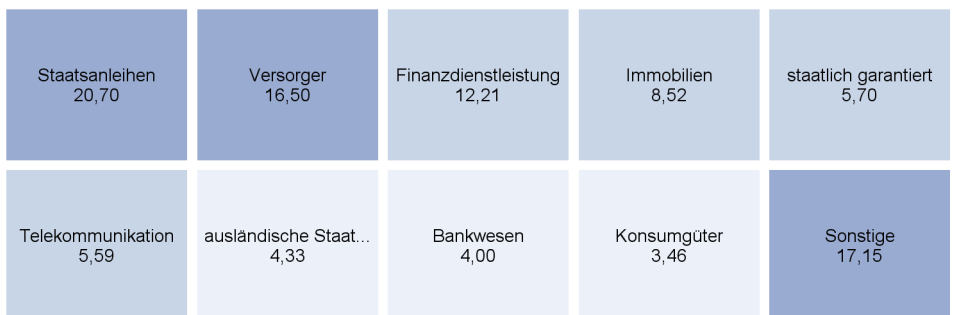 Staatsanleihen
20,70
Versorger
16,50
Finanzdienstleistung
12,21
Immobilien
8,52
staatlich garantiert
5,70
Telekommunikation
5,59
ausländische Staat...
4,33
Bankwesen
4,00
Konsumgüter
3,46
Sonstige
17,15